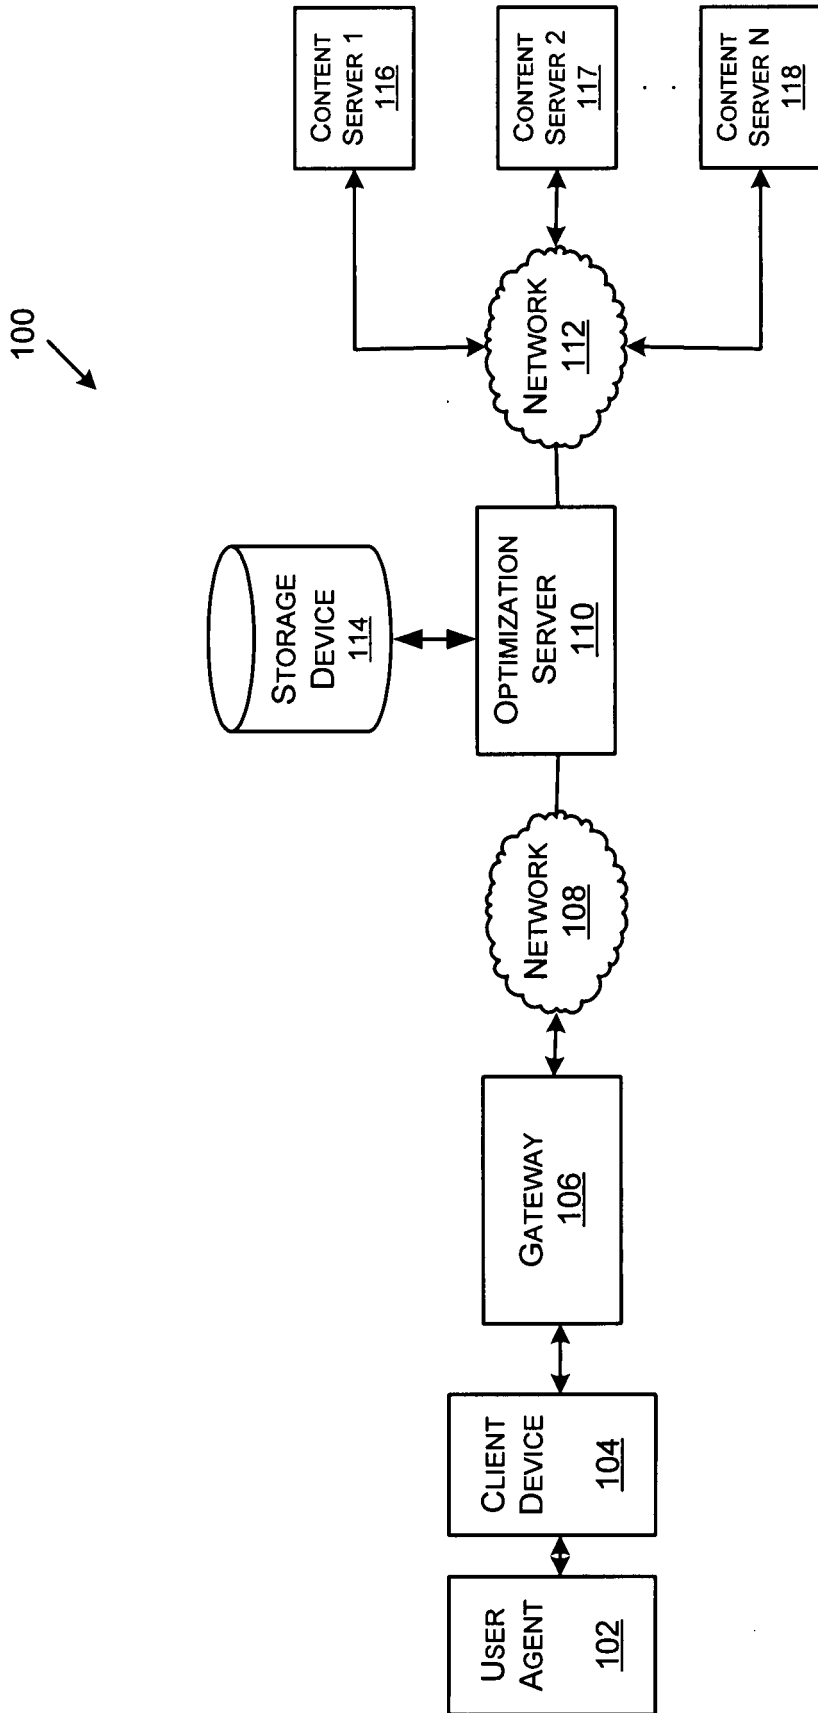 100
CONTENT
SERVER 1
116
CONTENT
SERVER 2
117
CONTENT
SERVER N
118
NETWORK
112
STORAGE
DEVICE
114
OPTIMIZATION
SERVER
110
NETWORK
108
GATEWAY
106
CLIENT
DEVICE
104
USER
AGENT
102